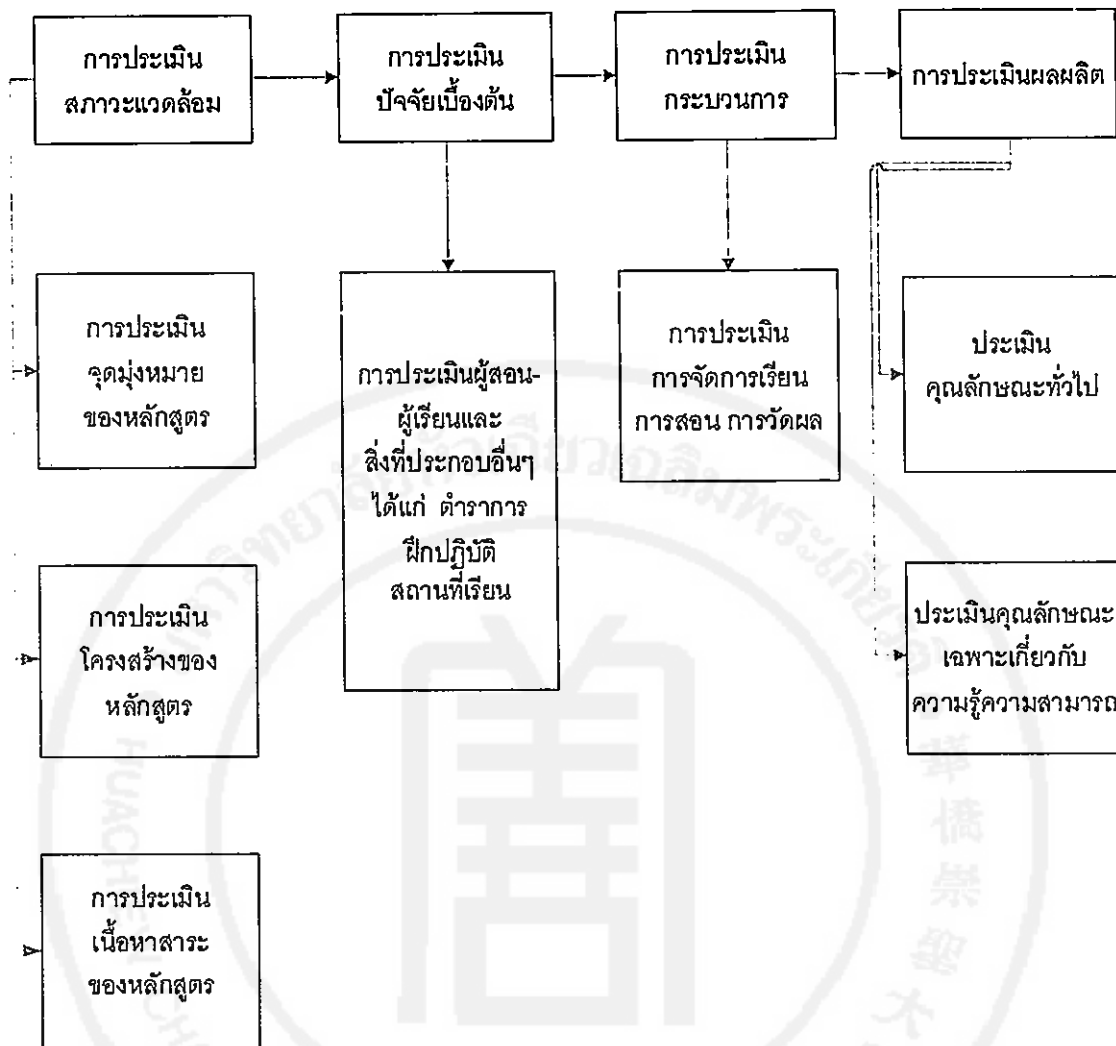 การประเมิน
สภาวะแวดล้อม
การประเมิน
ปัจจัยเบื้องต้น
การประเมิน
กระบวนการ
การประเมินผลผลิต
การประเมิน
จุดมุ่งหมาย
ของหลักสูตร
การประเมินผู้สอน-
ผู้เรียนและ
สิ่งที่ประกอบอื่นๆ
ได้แก่ ตำราการ
ฝึกปฏิบัติ
สถานที่เรียน
การประเมิน
การจัดการเรียน
การสอน การวัดผล
ประเมิน
คุณลักษณะทั่วไป
การประเมิน
โครงสร้างของ
หลักสูตร
ประเมินคุณลักษณะ
เฉพาะเกี่ยวกับ
ความรู้ความสามารถ
การประเมิน
เนื้อหาสาระ
ของหลักสูตร
HUACHIEW
華僑崇聖大